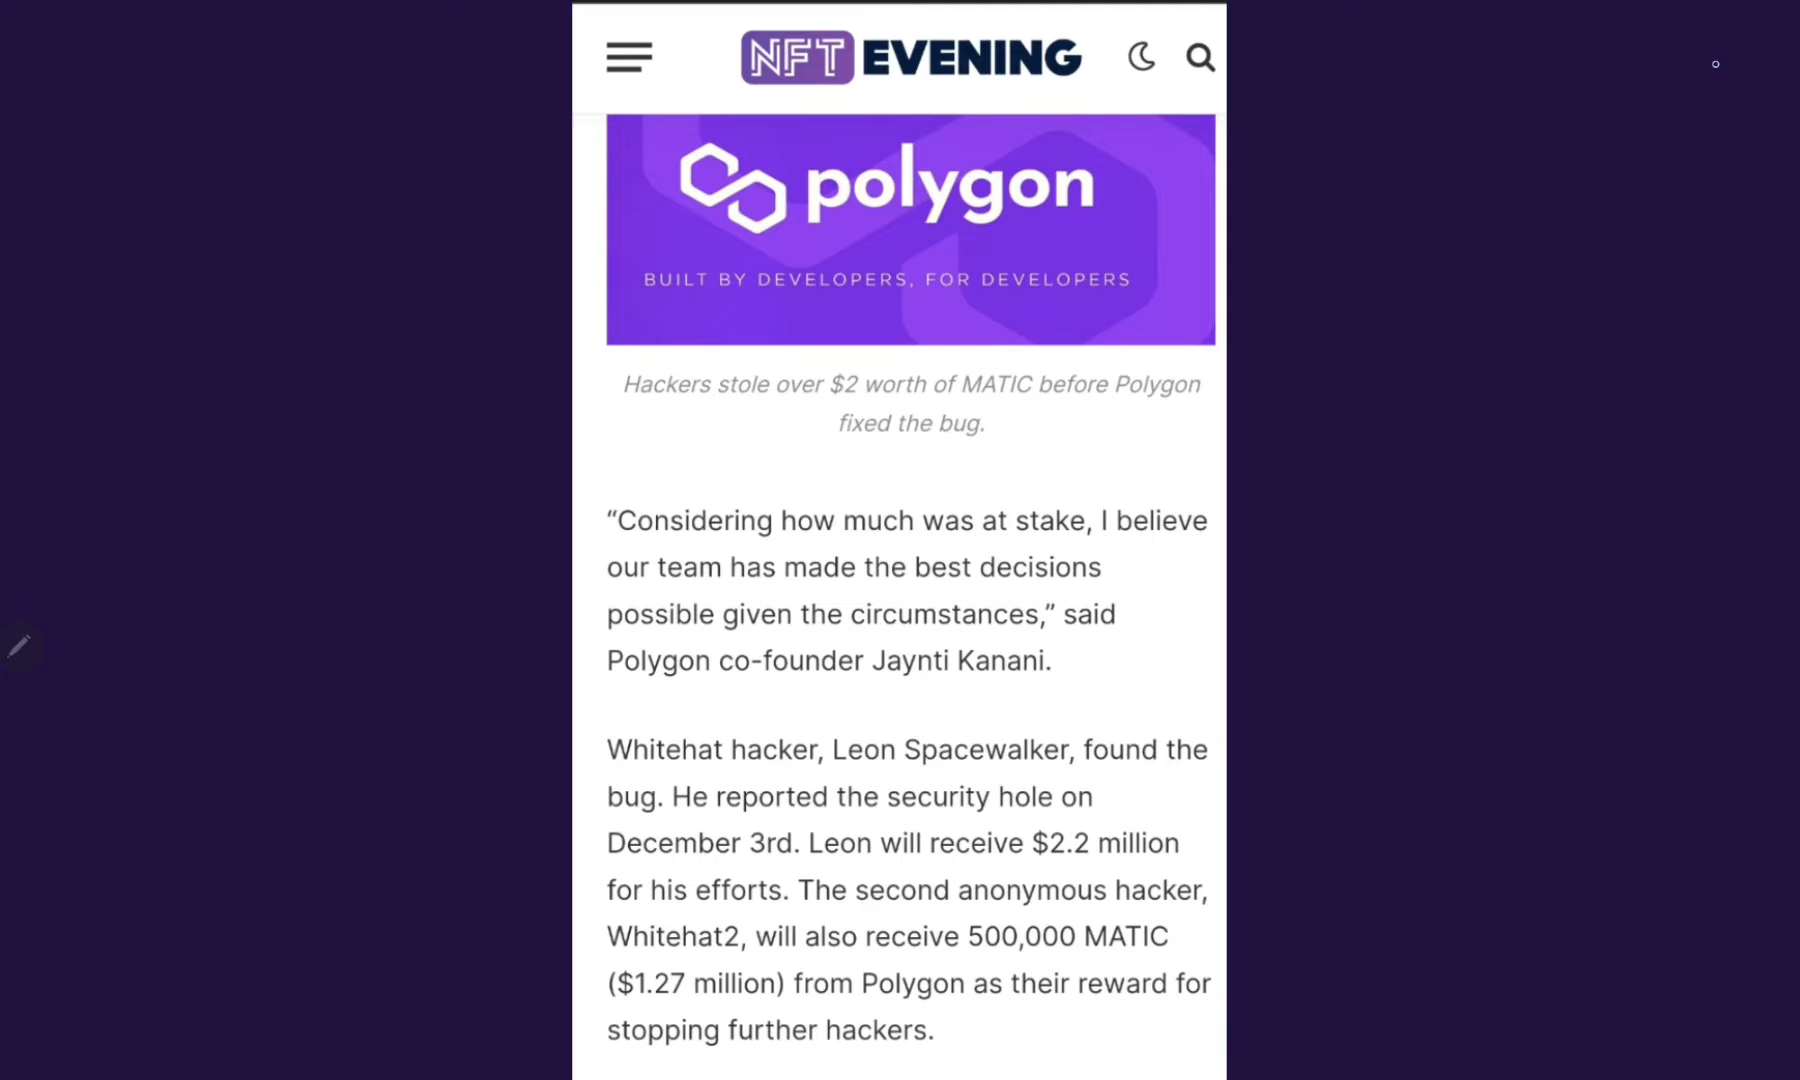 NFT EVENING
polygon
BUILT BY DEVELOPERS, FOR DEVELOPERS
Hackers stole over $2 worth of MATIC before Polygon
fixed the bug.
“Considering how much was at stake, I believe
our team has made the best decisions
possible given the circumstances,” said
Polygon co-founder Jaynti Kanani.
Whitehat hacker, Leon Spacewalker, found the
bug. He reported the security hole on
December 3rd. Leon will receive $2.2 million
for his efforts. The second anonymous hacker,
Whitehat2, will also receive 500,000 MATIC
($1.27 million) from Polygon as their reward for
stopping further hackers.